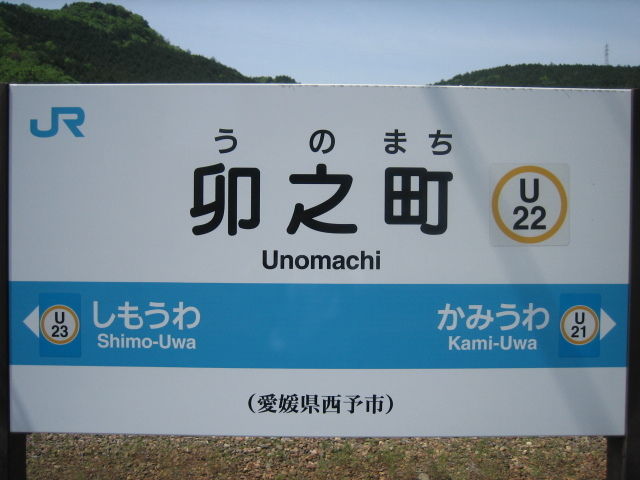 JR
うのまち
卯之町
U
22
Unomachi
U
23
しもうわ
Shimo-Uwa
かみうわ
Kami-Uwa
U
21
（愛媛県西予市）